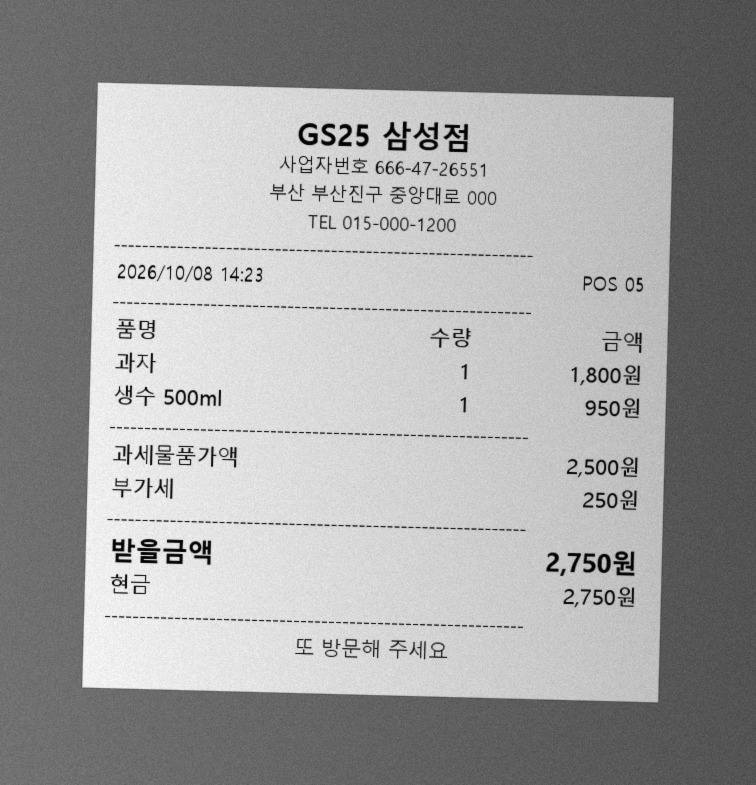 GS25 삼성점
사업자번호 666-47-26551
부산 부산진구 중앙대로 000
TEL 015-000-1200
------------------------------------------------------------
2026/10/08 14:23 POS 05
------------------------------------------------------------
품명 수량 금액
과자 1 1,800원
생수 500ml 1 950원
------------------------------------------------------------
과세물품가액 2,500원
부가세 250원
------------------------------------------------------------
받을금액 2,750원
현금 2,750원
------------------------------------------------------------
또 방문해 주세요